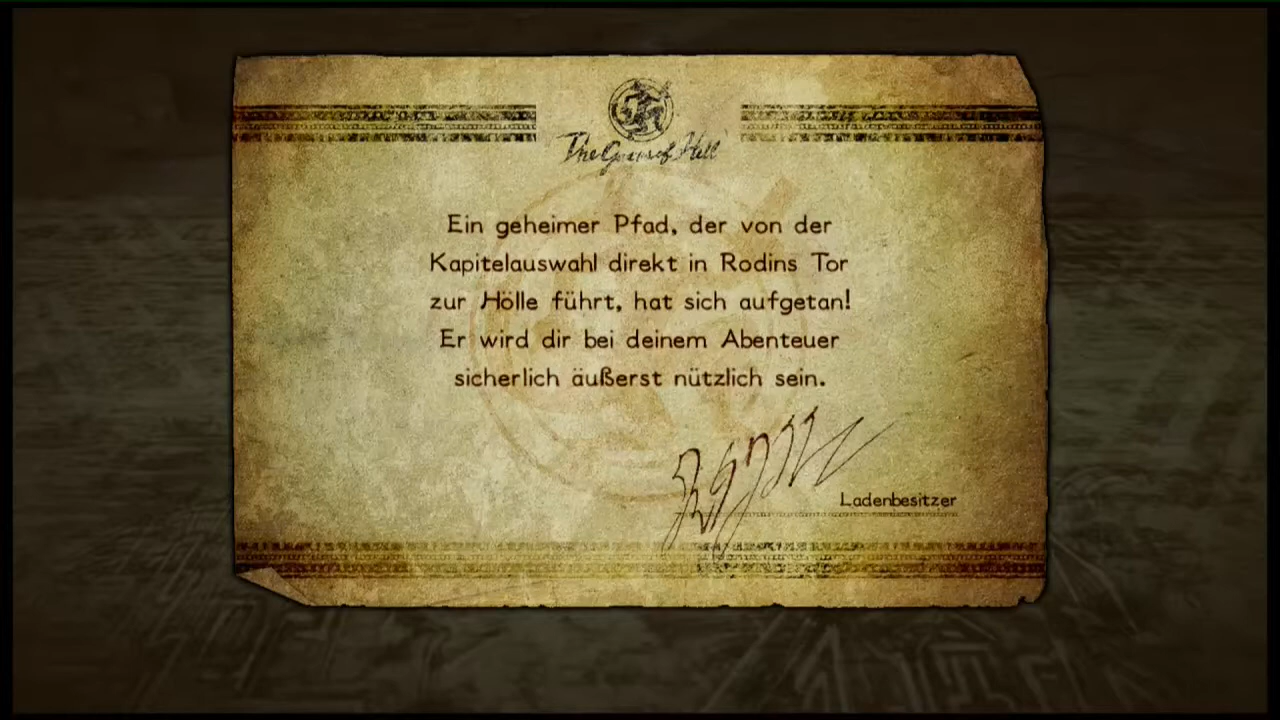 The Gates of Hell
Ein geheimer Pfad, der von der
Kapitelauswahl direkt in Rodins Tor
zur Hölle führt, hat sich aufgetan!
Er wird dir bei deinem Abenteuer
sicherlich äußerst nützlich sein.
Ladenbesitzer